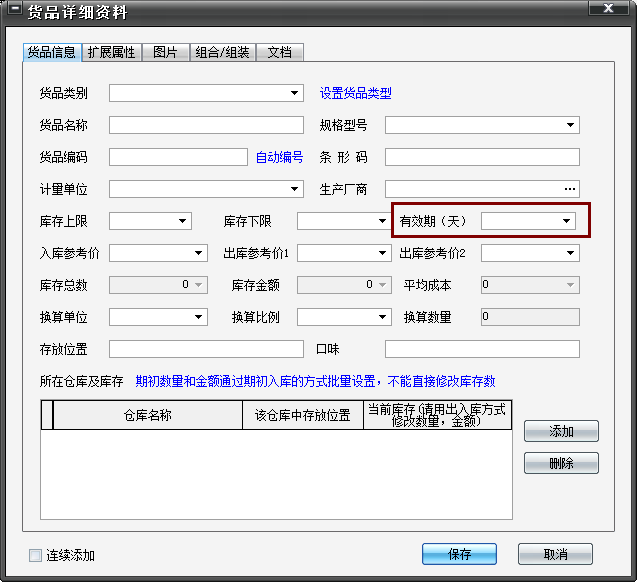 货品详细资料
货品信息 扩展属性 图片 组合/组装 文档
货品类别 设置货品类型
货品名称 规格型号
货品编码 自动编号 条 形 码
计量单位 生产厂商 ...
库存上限 库存下限 有效期（天）
入库参考价 出库参考价1 出库参考价2
库存总数 0 库存金额 0 平均成本 0
换算单位 换算比例 换算数量 0
存放位置 口味
所在仓库及库存 期初数量和金额通过期初入库的方式批量设置，不能直接修改库存数
仓库名称 该仓库中存放位置 当前库存(请用出入库方式
修改数量，金额)
添加
删除
连续添加 保存 取消